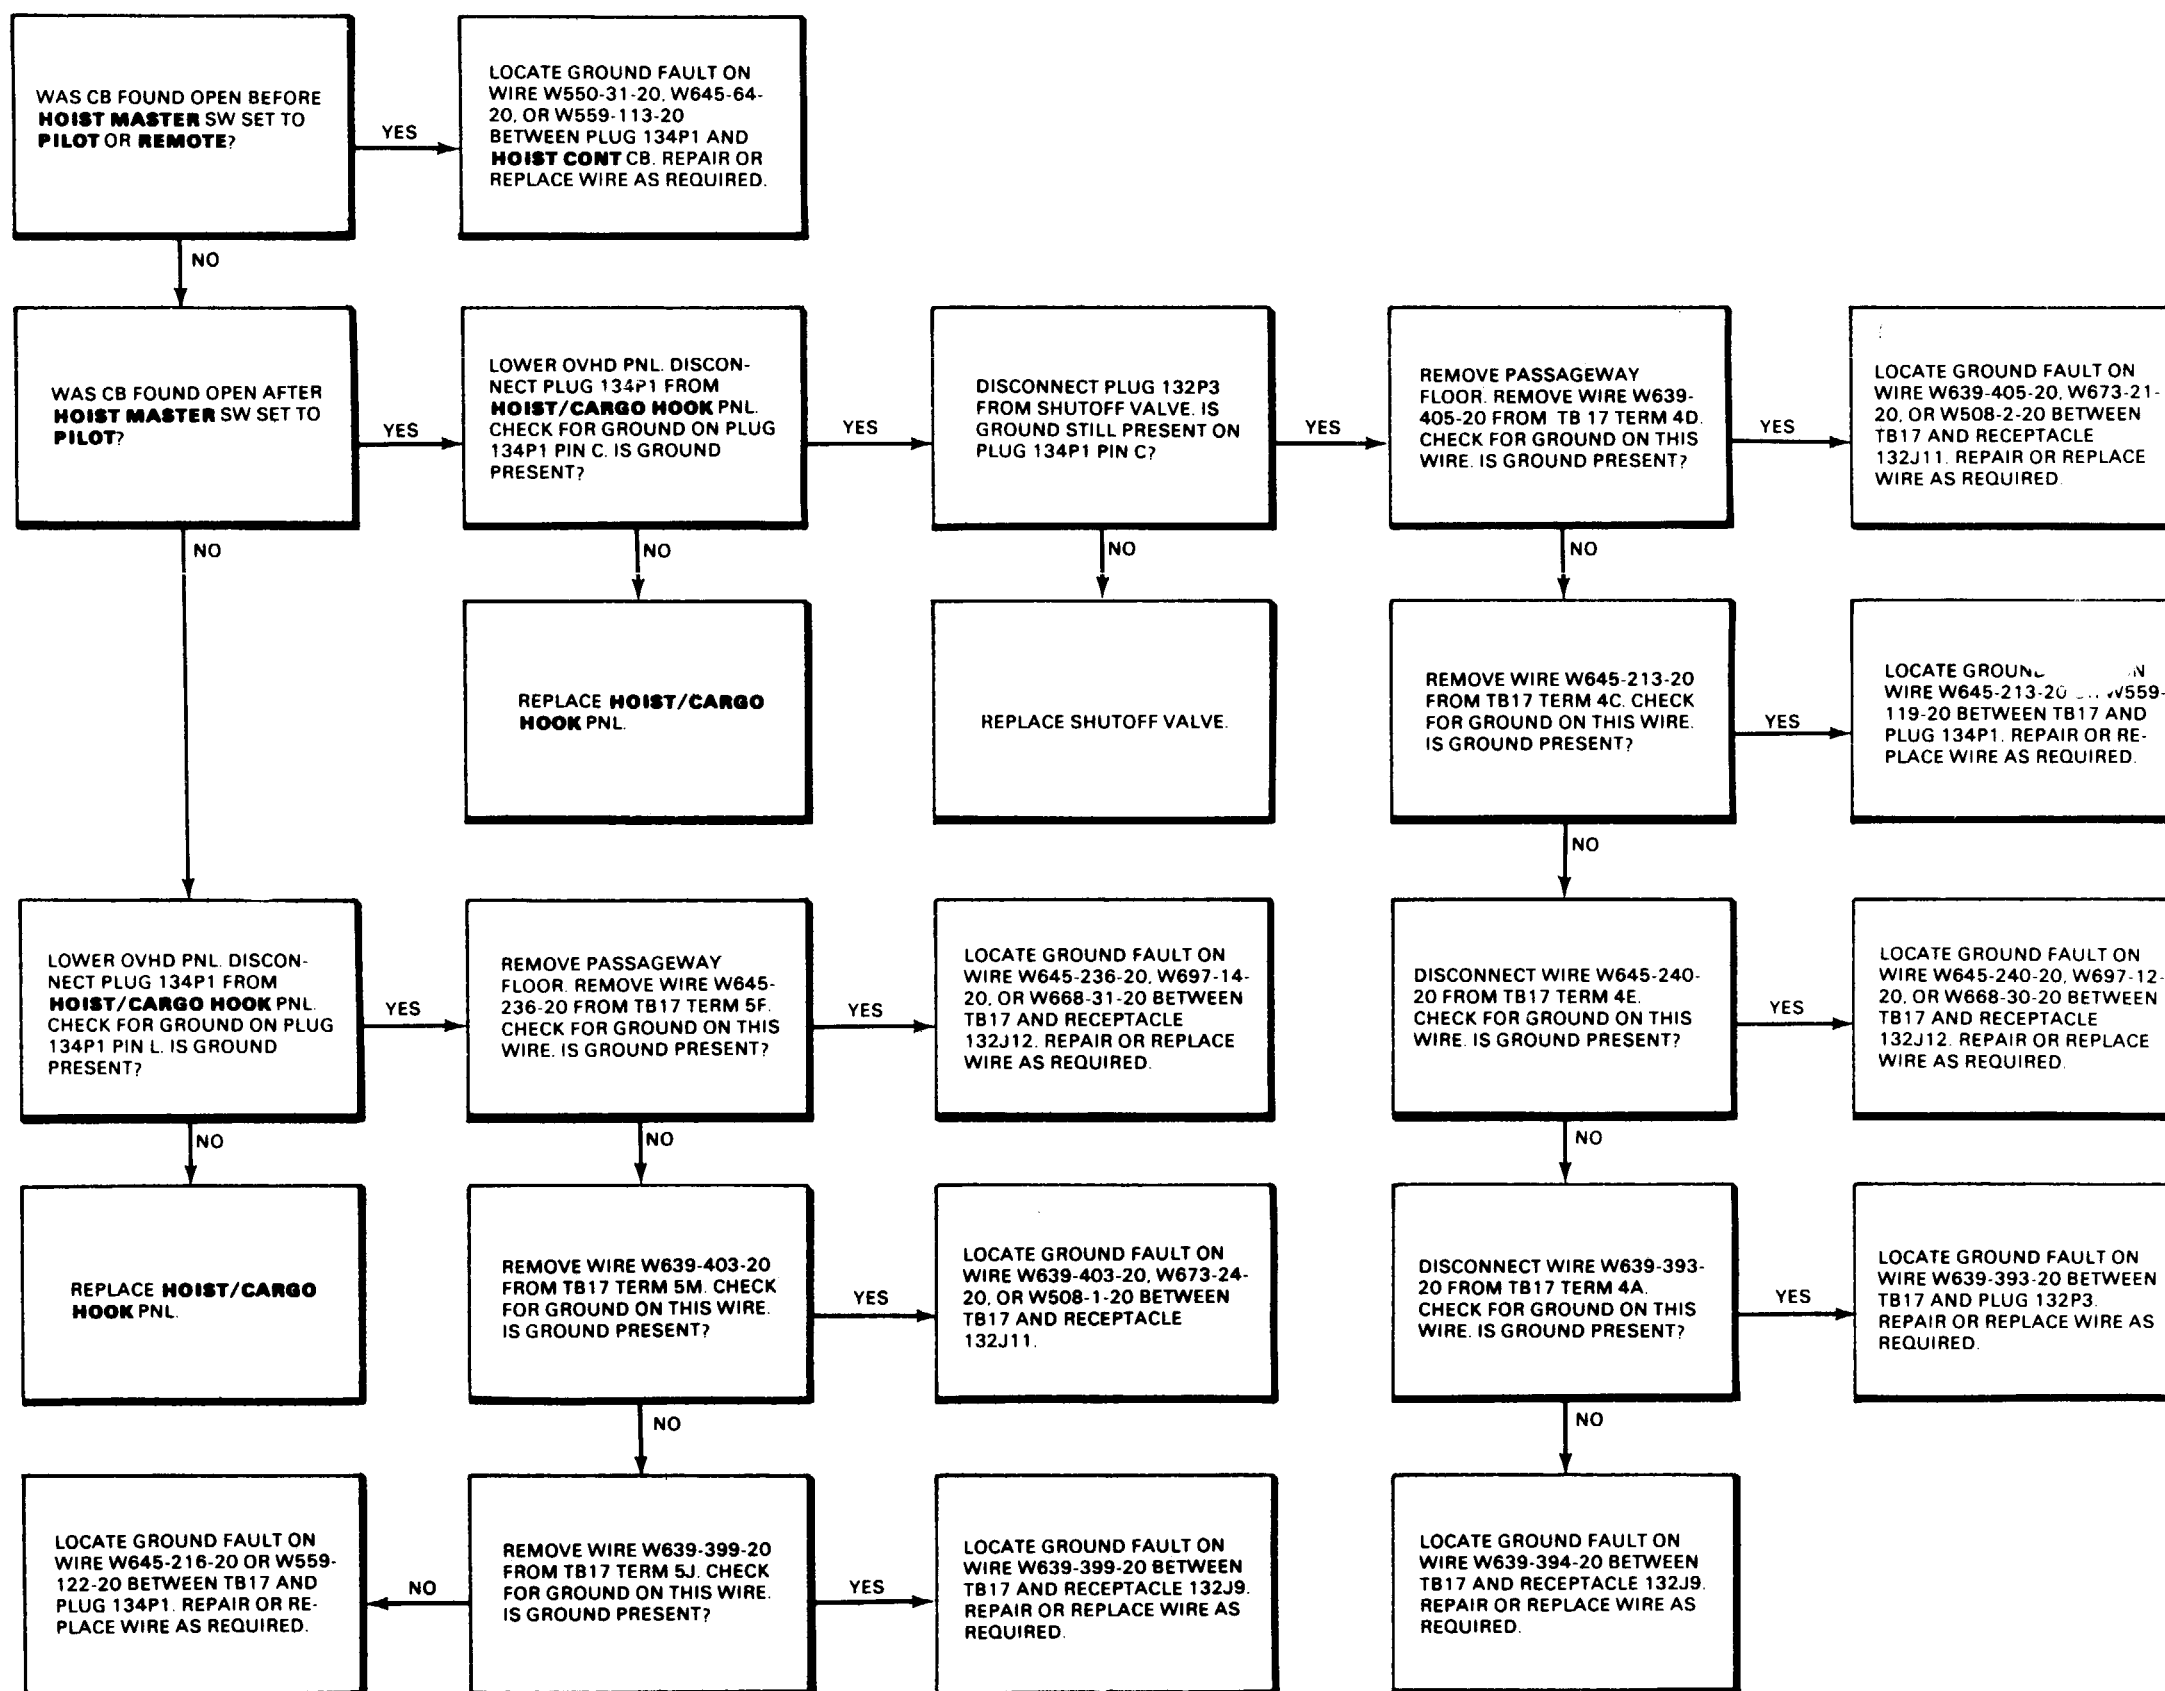 WAS CB FOUND OPEN BEFORE
HOIST MASTER SW SET TO
PILOT OR REMOTE?
YES
LOCATE GROUND FAULT ON
WIRE W550-31-20, W645-64-
20, OR W559-113-20
BETWEEN PLUG 134P1 AND
HOIST CONT CB. REPAIR OR
REPLACE WIRE AS REQUIRED.
NO
WAS CB FOUND OPEN AFTER
HOIST MASTER SW SET TO
PILOT?
YES
LOWER OVHD PNL. DISCON-
NECT PLUG 134P1 FROM
HOIST/CARGO HOOK PNL.
CHECK FOR GROUND ON PLUG
134P1 PIN C. IS GROUND
PRESENT?
YES
DISCONNECT PLUG 132P3
FROM SHUTOFF VALVE. IS
GROUND STILL PRESENT ON
PLUG 134P1 PIN C?
YES
REMOVE PASSAGEWAY
FLOOR. REMOVE WIRE W639-
405-20 FROM TB 17 TERM 4D.
CHECK FOR GROUND ON THIS
WIRE. IS GROUND PRESENT?
YES
LOCATE GROUND FAULT ON
WIRE W639-405-20, W673-21-
20, OR W508-2-20 BETWEEN
TB17 AND RECEPTACLE
132J11. REPAIR OR REPLACE
WIRE AS REQUIRED.
NO
NO
NO
NO
REPLACE HOIST/CARGO
HOOK PNL.
REPLACE SHUTOFF VALVE.
REMOVE WIRE W645-213-20
FROM TB17 TERM 4C. CHECK
FOR GROUND ON THIS WIRE.
IS GROUND PRESENT?
YES
LOCATE
WIRE W645-213-20 W559-
119-20 BETWEEN TB17 AND
PLUG 134P1. REPAIR OR RE-
PLACE WIRE AS REQUIRED.
NO
LOWER OVHD PNL. DISCON-
NECT PLUG 134P1 FROM
HOIST/CARGO HOOK PNL.
CHECK FOR GROUND ON PLUG
134P1 PIN L. IS GROUND
PRESENT?
YES
REMOVE PASSAGEWAY
FLOOR. REMOVE WIRE W645-
236-20 FROM TB17 TERM 5F.
CHECK FOR GROUND ON THIS
WIRE. IS GROUND PRESENT?
YES
LOCATE GROUND FAULT ON
WIRE W645-236-20, W697-14-
20, OR W668-31-20 BETWEEN
TB17 AND RECEPTACLE
132J12. REPAIR OR REPLACE
WIRE AS REQUIRED.
DISCONNECT WIRE W645-240-
20 FROM TB17 TERM 4E.
CHECK FOR GROUND ON THIS
WIRE. IS GROUND PRESENT?
YES
LOCATE GROUND FAULT ON
WIRE W645-240-20, W697-12-
20, OR W668-30-20 BETWEEN
TB17 AND RECEPTACLE
132J12. REPAIR OR REPLACE
WIRE AS REQUIRED.
NO
NO
NO
REPLACE HOIST/CARGO
HOOK PNL.
REMOVE WIRE W639-403-20
FROM TB17 TERM 5M. CHECK
FOR GROUND ON THIS WIRE.
IS GROUND PRESENT?
YES
LOCATE GROUND FAULT ON
WIRE W639-403-20, W673-24-
20, OR W508-1-20 BETWEEN
TB17 AND RECEPTACLE
132J11.
DISCONNECT WIRE W639-393-
20 FROM TB17 TERM 4A.
CHECK FOR GROUND ON THIS
WIRE. IS GROUND PRESENT?
YES
LOCATE GROUND FAULT ON
WIRE W639-393-20 BETWEEN
TB17 AND PLUG 132P3.
REPAIR OR REPLACE WIRE AS
REQUIRED.
NO
NO
LOCATE GROUND FAULT ON
WIRE W645-216-20 OR W559-
122-20 BETWEEN TB17 AND
PLUG 134P1. REPAIR OR RE-
PLACE WIRE AS REQUIRED.
NO
REMOVE WIRE W639-399-20
FROM TB17 TERM 5J. CHECK
FOR GROUND ON THIS WIRE.
IS GROUND PRESENT?
YES
LOCATE GROUND FAULT ON
WIRE W639-399-20 BETWEEN
TB17 AND RECEPTACLE 132J9.
REPAIR OR REPLACE WIRE AS
REQUIRED.
LOCATE GROUND FAULT ON
WIRE W639-394-20 BETWEEN
TB17 AND RECEPTACLE 132J9.
REPAIR OR REPLACE WIRE AS
REQUIRED.